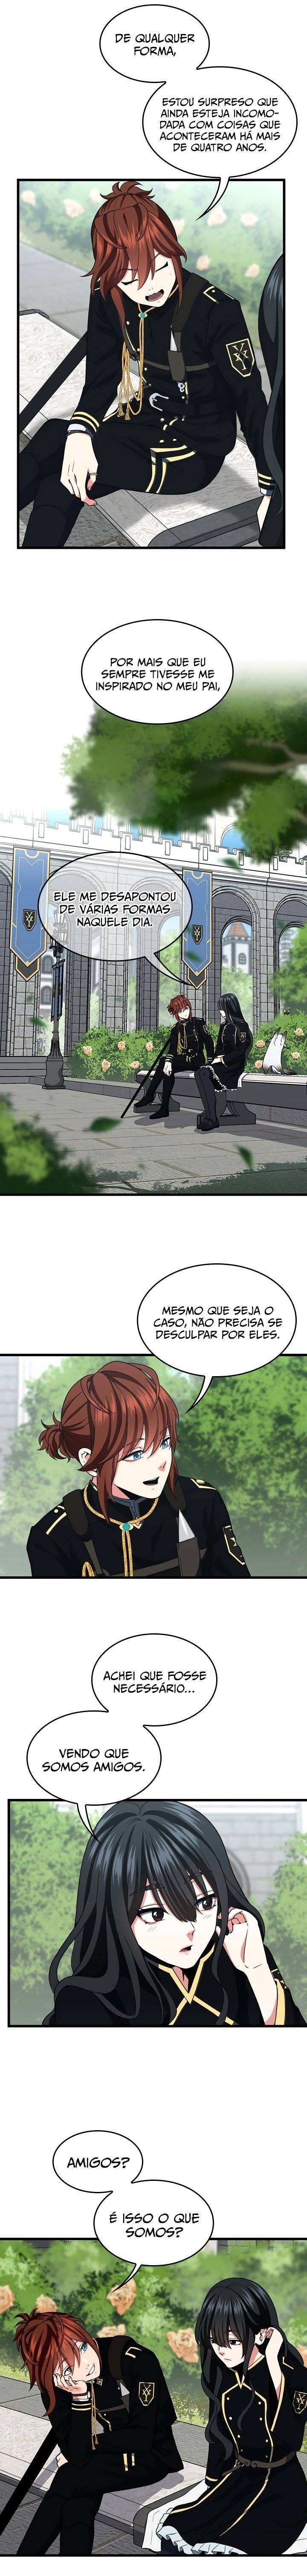 DE QUALQUER
FORMA,
ESTOU SURPRESO QUE
AINDA ESTEJA INCOMO-
DADA COM COISAS QUE
ACONTECERAM HÁ MAIS
DE QUATRO ANOS.
POR MAIS QUE EU
SEMPRE TIVESSE ME
INSPIRADO NO MEU PAI,
ELE ME DESAPONTOU
DE VÁRIAS FORMAS
NAQUELE DIA.
MESMO QUE SEJA O
CASO, NÃO PRECISA SE
DESCULPAR POR ELES.
ACHEI QUE FOSSE
NECESSÁRIO...
VENDO QUE
SOMOS AMIGOS.
AMIGOS?
É ISSO O QUE
SOMOS?